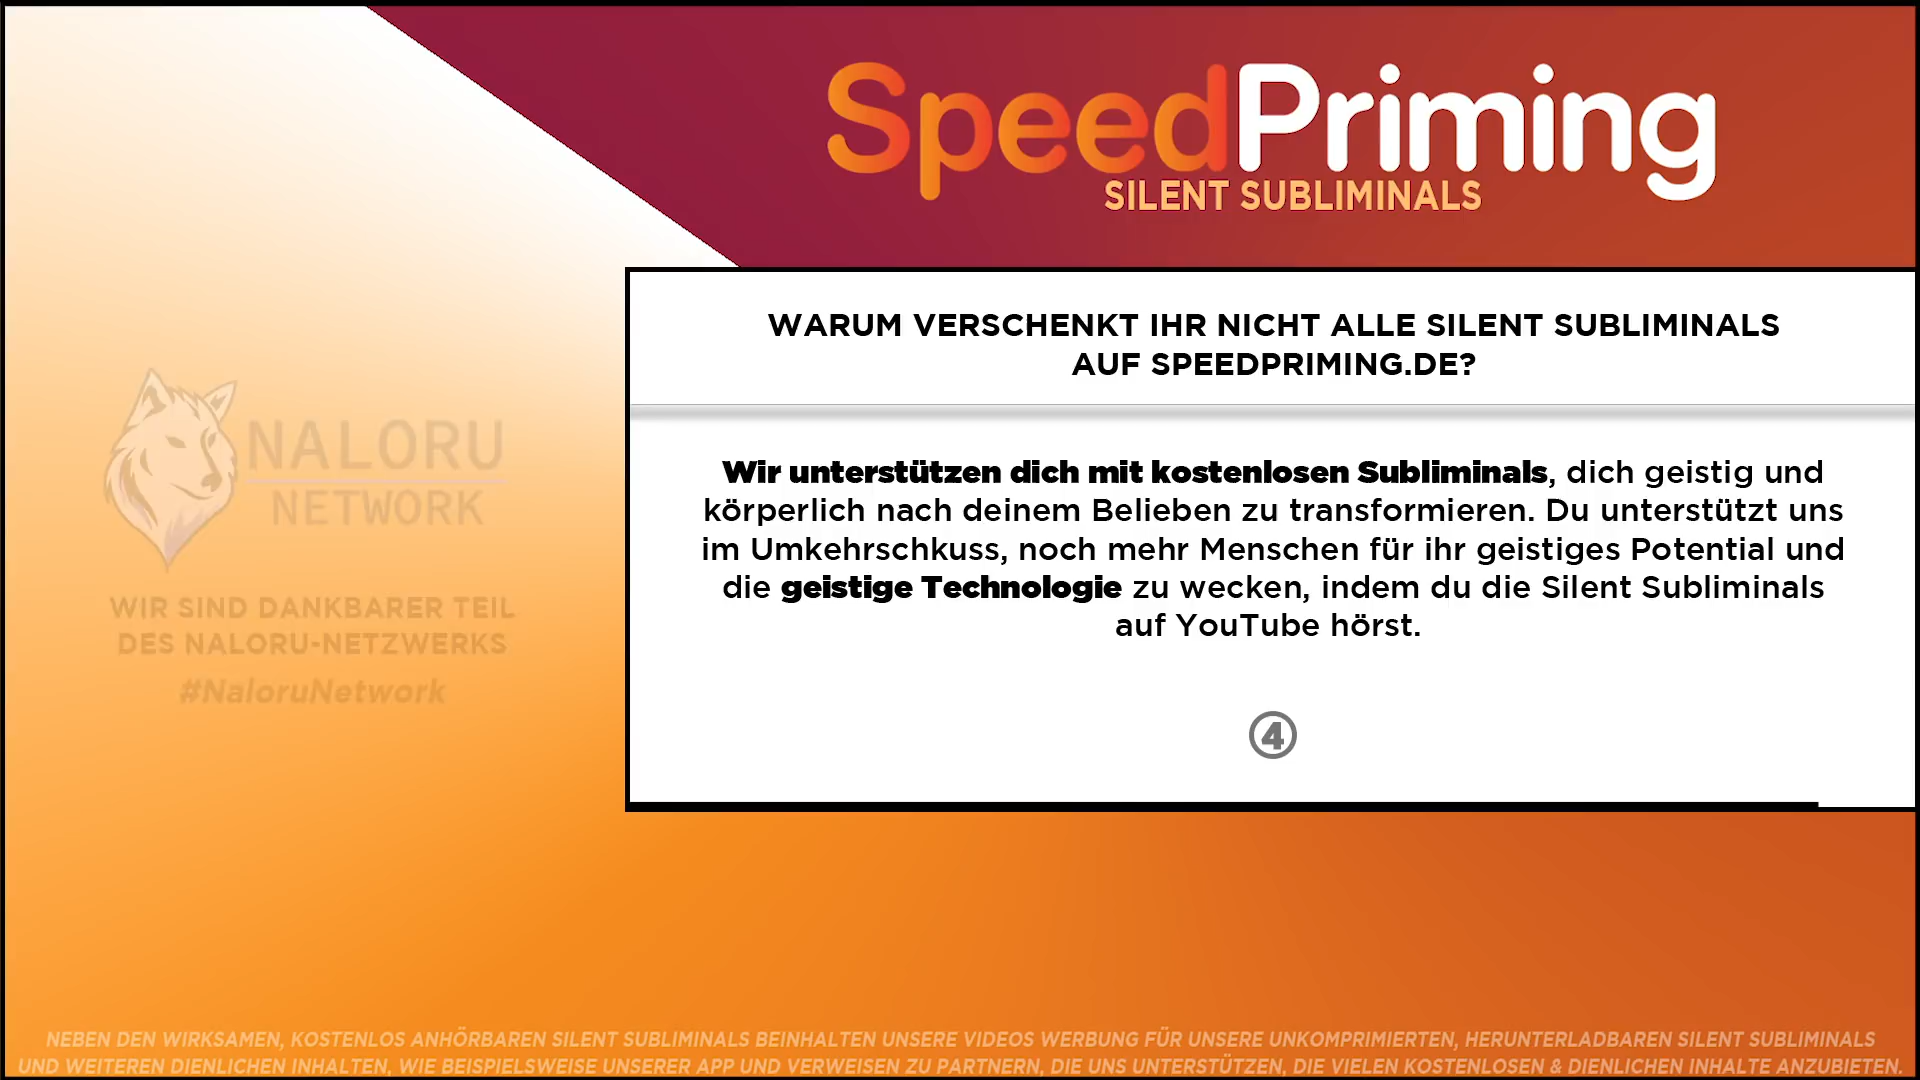 SpeedPriming
SILENT SUBLIMINALS
WARUM VERSCHENKT IHR NICHT ALLE SILENT SUBLIMINALS
AUF SPEEDPRIMING.DE?
Wir unterstützen dich mit kostenlosen Subliminals, dich geistig und
körperlich nach deinem Belieben zu transformieren. Du unterstützt uns
im Umkehrschkuss, noch mehr Menschen für ihr geistiges Potential und
die geistige Technologie zu wecken, indem du die Silent Subliminals
auf YouTube hörst.
4
NALORU
NETWORK
WIR SIND DANKBARER TEIL
DES NALORU-NETZWERKS
#NaloruNetwork
NEBEN DEN WIRKSAMEN, KOSTENLOS ANHÖRBAREN SILENT SUBLIMINALS BEINHALTEN UNSERE VIDEOS WERBUNG FÜR UNSERE UNKOMPRIMIERTEN, HERUNTERLADBAREN SILENT SUBLIMINALS
UND WEITEREN DIENLICHEN INHALTEN, WIE BEISPIELSWEISE UNSERER APP UND VERWEISEN ZU PARTNERN, DIE UNS UNTERSTÜTZEN, DIE VIELEN KOSTENLOSEN & DIENLICHEN INHALTE ANZUBIETEN.